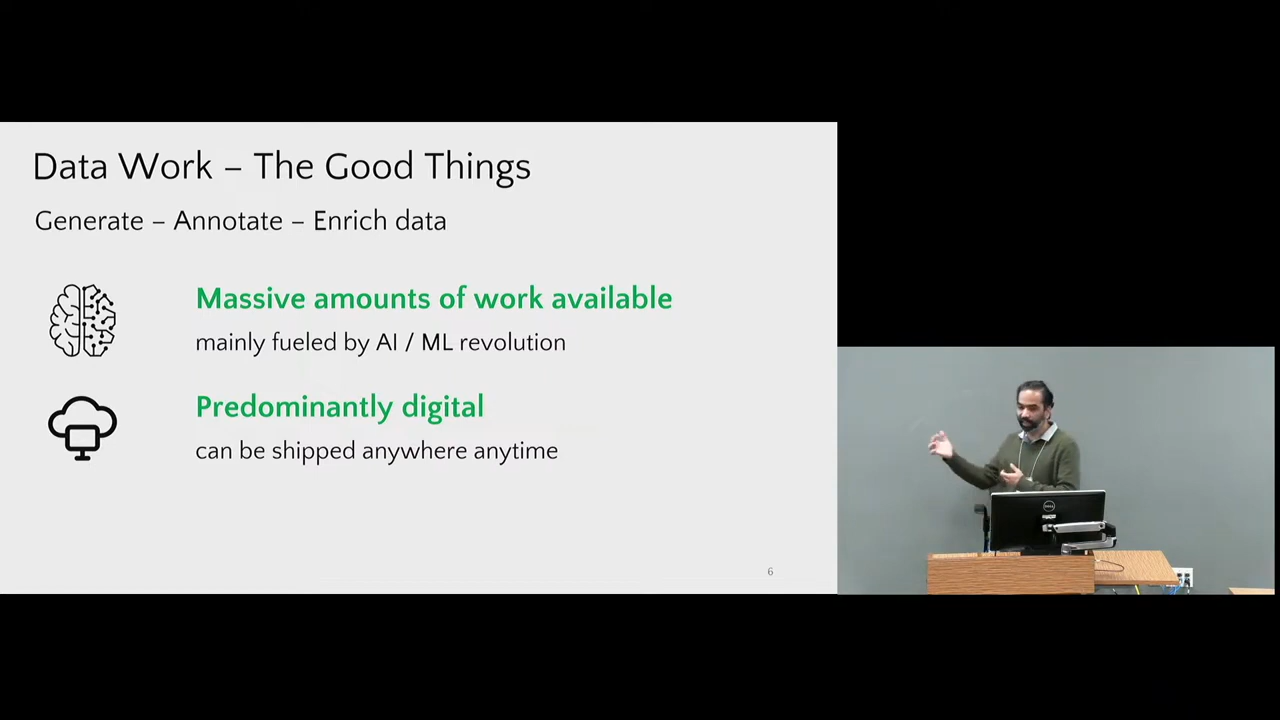 Data Work – The Good Things
Generate – Annotate – Enrich data
Massive amounts of work available
mainly fueled by AI / ML revolution
Predominantly digital
can be shipped anywhere anytime
6
DELL